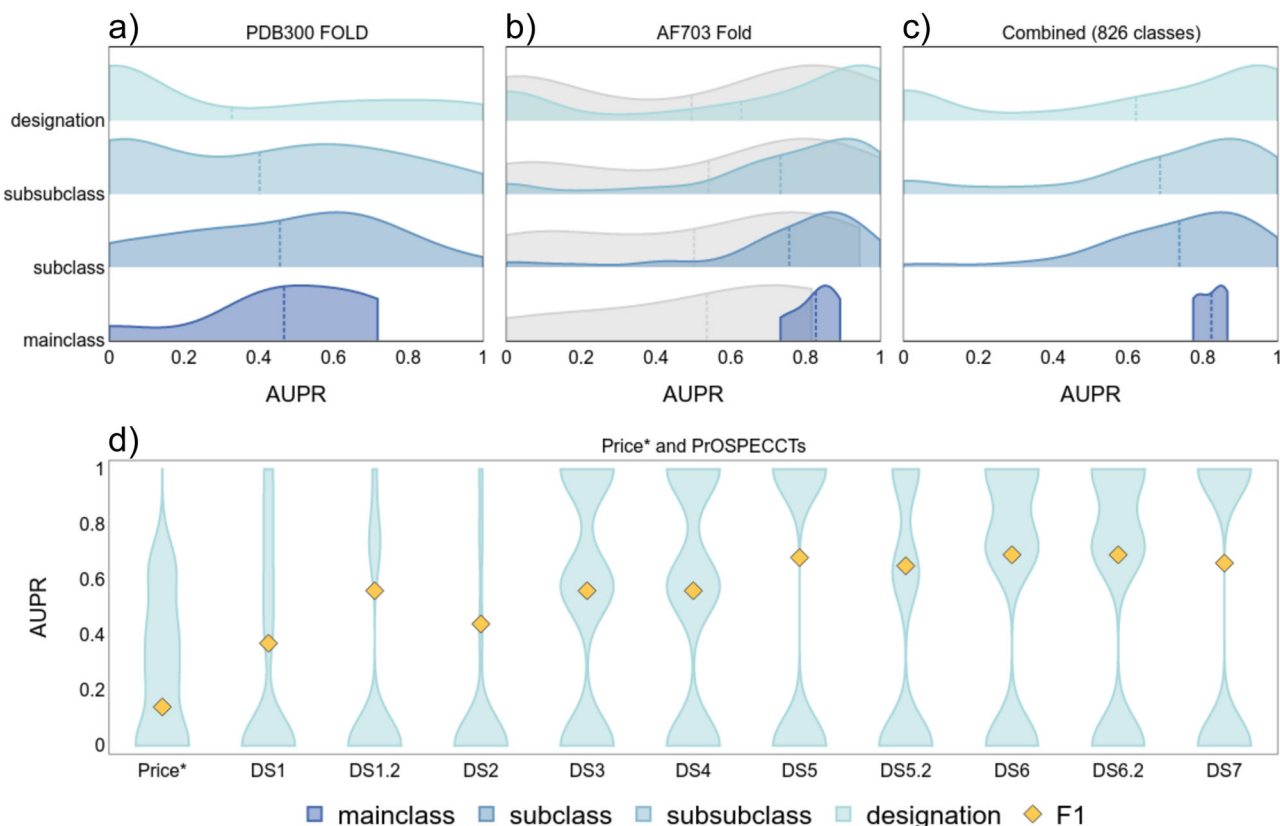 a) b) c)
PDB300 FOLD AF703 Fold Combined (826 classes)
designation
subsubclass
subclass
mainclass
0 0.2 0.4 0.6 0.8 1 0 0.2 0.4 0.6 0.8 1 0 0.2 0.4 0.6 0.8 1
AUPR AUPR AUPR
d)
Price* and PrOSPECCTs
1
0.8
0.6
0.4
0.2
0
AUPR
Price* DS1 DS1.2 DS2 DS3 DS4 DS5 DS5.2 DS6 DS6.2 DS7
mainclass subclass subsubclass designation F1